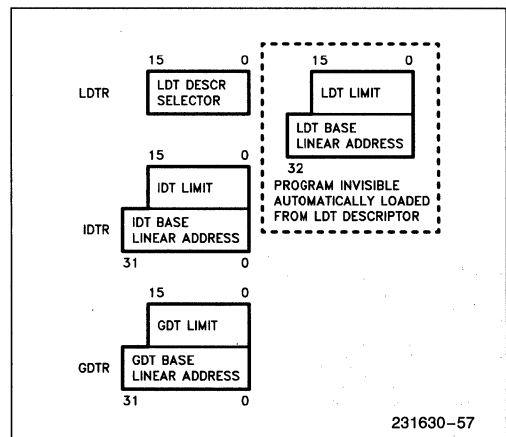 15 0
LDTR
LDT DESCR
SELECTOR
15 0
LDT LIMIT
LDT BASE
LINEAR ADDRESS
32
PROGRAM INVISIBLE
AUTOMATICALLY LOADED
FROM LDT DESCRIPTOR
15 0
IDT LIMIT
IDTR
IDT BASE
LINEAR ADDRESS
31 0
15 0
GDT LIMIT
GDTR
GDT BASE
LINEAR ADDRESS
31 0
231630-57